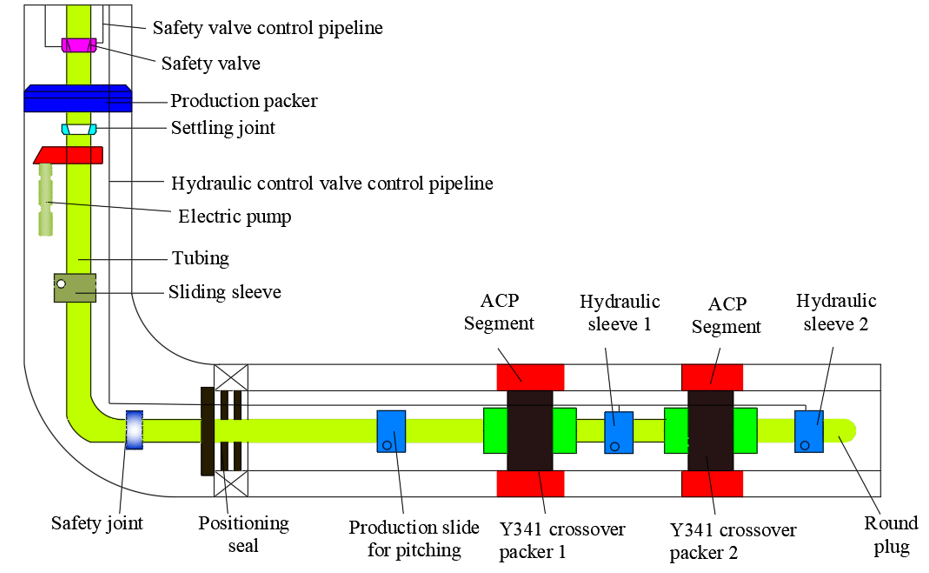 Safety valve control pipeline
Safety valve
Production packer
Settling joint
Hydraulic control valve control pipeline
Electric pump
Tubing
Sliding sleeve
ACP
Segment
Hydraulic
sleeve 1
ACP
Segment
Hydraulic
sleeve 2
Safety joint
Positioning
seal
Production slide
for pitching
Y341 crossover
packer 1
Y341 crossover
packer 2
Round
plug